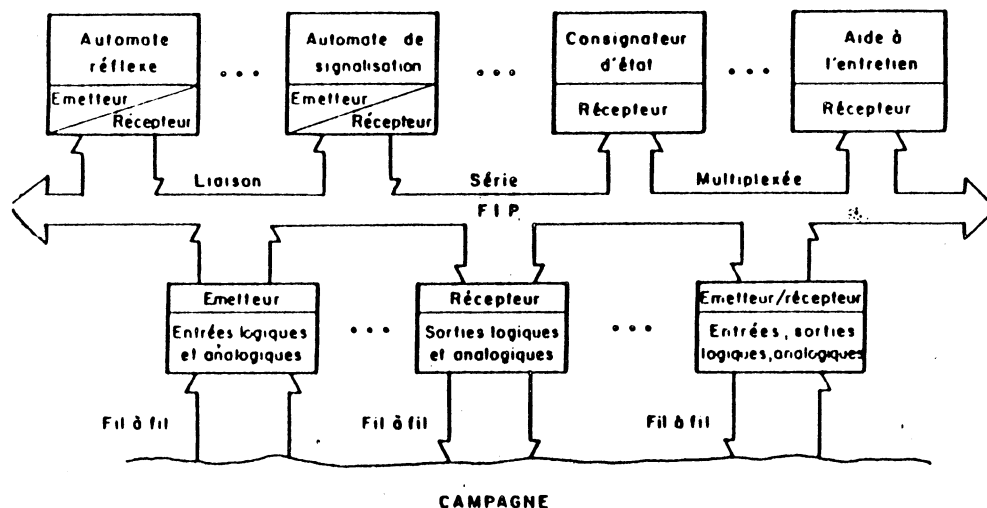 Automate
réflexe
Emetteur
Récepteur
Automate de
signalisation
Emetteur
Récepteur
Consignateur
d'état
Récepteur
Aide à
l'entretien
Récepteur
Liaison Série Multiplexée
FIP
Emetteur
Entrées logiques
et analogiques
Récepteur
Sorties logiques
et analogiques
Emetteur/récepteur
Entrées, sorties
logiques, analogiques
Fil à fil
Fil à fil
Fil à fil
CAMPAGNE